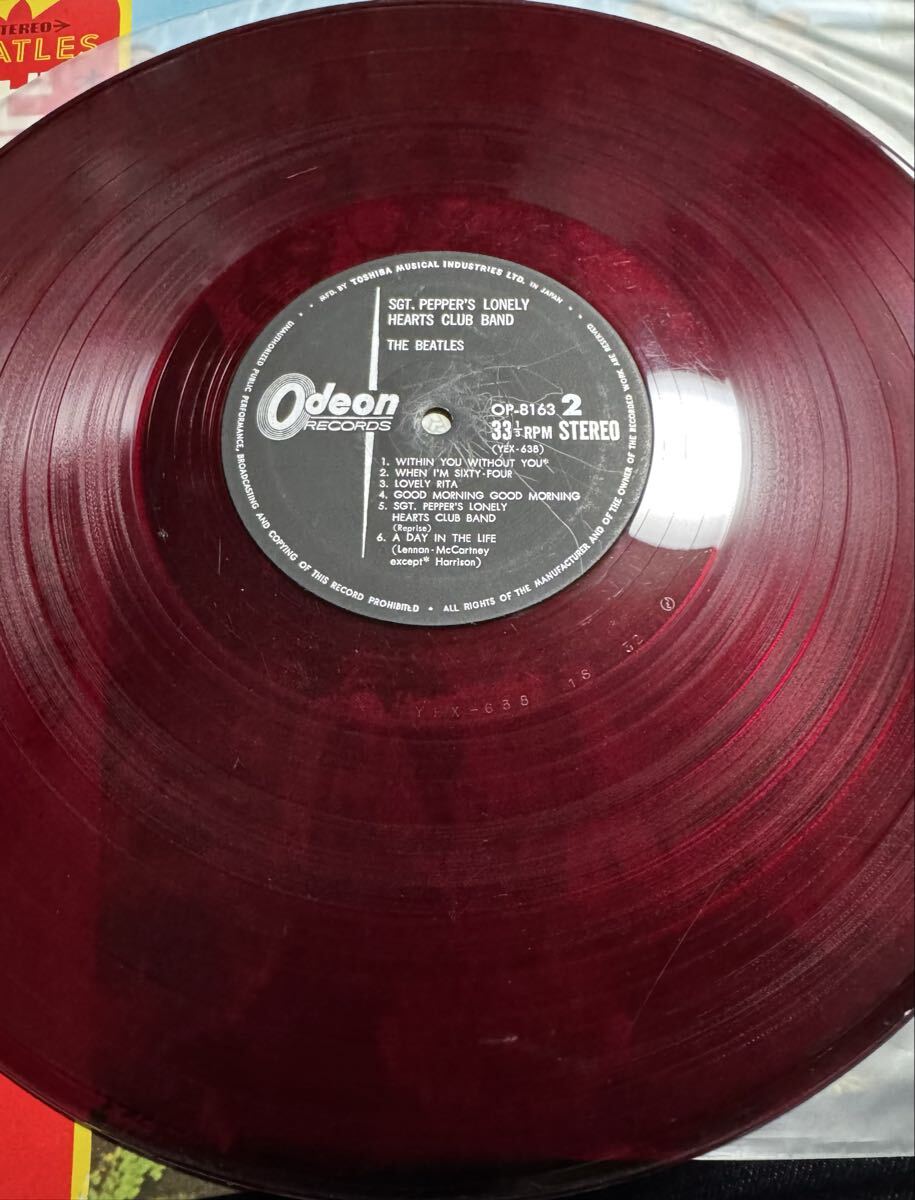 STEREO
ATLES
MFD. BY TOSHIBA MUSICAL INDUSTRIES LTD. IN JAPAN
SGT. PEPPER'S LONELY
HEARTS CLUB BAND
THE BEATLES
Odeon
RECORDS
OP-8163 2
33⅓ RPM STEREO
(YEX-638)
1. WITHIN YOU WITHOUT YOU*
2. WHEN I'M SIXTY-FOUR
3. LOVELY RITA
4. GOOD MORNING GOOD MORNING
5. SGT. PEPPER'S LONELY
HEARTS CLUB BAND
(Reprise)
6. A DAY IN THE LIFE
(Lennan-McCartney
except* Harrison)
UNAUTHORIZED PUBLIC PERFORMANCE, BROADCASTING AND COPYING OF THIS RECORD PROHIBITED • ALL RIGHTS OF THE MANUFACTURER AND OF THE OWNER OF THE RECORDED WORK ARE RESERVED
YEX-638 1S